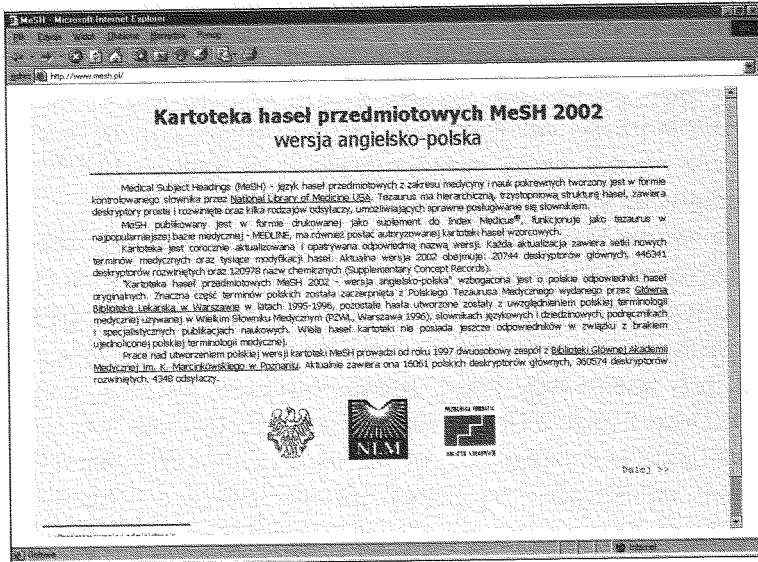 MeSH - Microsoft Internet Explorer
Plik Edycja Widok Ulubione Narzędzia Pomoc
Adres http://www.mesh.pl/
Kartoteka haseł przedmiotowych MeSH 2002
wersja angielsko-polska
Medical Subject Headings (MeSH) - język haseł przedmiotowych z zakresu medycyny i nauk pokrewnych tworzony jest w formie
kontrolowanego słownika przez National Library of Medicine USA. Tezaurus ma hierarchiczną, trzystopniową strukturę haseł, zawiera
deskryptory proste i rozwinięte oraz kilka rodzajów odsyłaczy, umożliwiających sprawne posługiwanie się słownikiem.
MeSH publikowany jest w formie drukowanej jako suplement do Index Medicus®, funkcjonuje jako tezaurus w
najpopularniejszej bazie medycznej - MEDLINE, ma również postać autoryzowanej kartoteki haseł wzorcowych.
Kartoteka jest corocznie aktualizowana i opatrywana odpowiednią nazwą wersji. Każda aktualizacja zawiera setki nowych
terminów medycznych oraz tysiące modyfikacji haseł. Aktualna wersja 2002 obejmuje: 20744 deskryptorów głównych, 446341
deskryptorów rozwiniętych oraz 120978 nazw chemicznych (Supplementary Concept Records).
"Kartoteka haseł przedmiotowych MeSH 2002 - wersja angielsko-polska" wzbogacona jest o polskie odpowiedniki haseł
oryginalnych. Znaczna część terminów polskich została zaczerpnięta z Polskiego Tezaurusa Medycznego wydanego przez Główną
Bibliotekę Lekarską w Warszawie w latach 1995-1996, pozostałe hasła utworzone zostały z uwzględnieniem polskiej terminologii
medycznej używanej w Wielkim Słowniku Medycznym (PZWL, Warszawa 1996), słownikach językowych i dziedzinowych, podręcznikach
i specjalistycznych publikacjach naukowych. Wiele haseł kartoteki nie posiada jeszcze odpowiedników w związku z brakiem
ujednoliconej polskiej terminologii medycznej.
Prace nad utworzeniem polskiej wersji kartoteki MeSH prowadzi od roku 1997 dwuosobowy zespół z Biblioteki Głównej Akademii
Medycznej im. K. Marcinkowskiego w Poznaniu. Aktualnie zawiera ona 16061 polskich deskryptorów głównych, 360574 deskryptorów
rozwiniętych, 4348 odsyłaczy.
NLM
Dalej >>
Internet